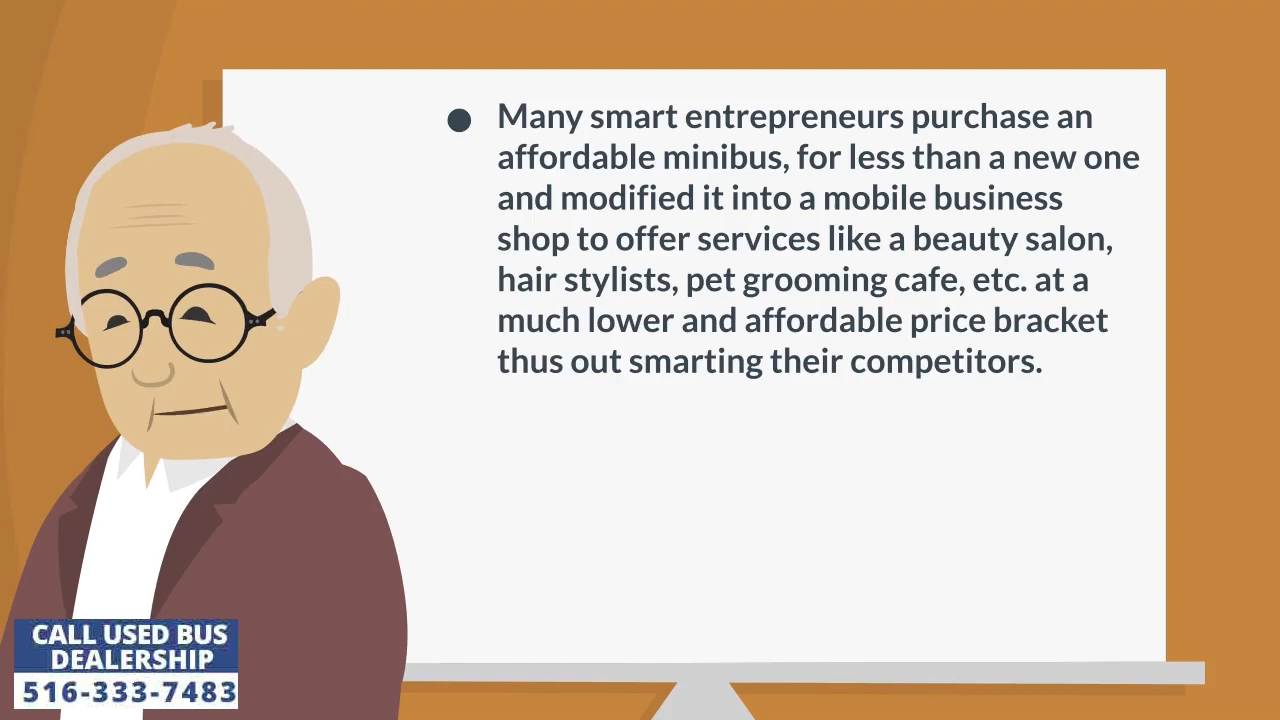 Many smart entrepreneurs purchase an
affordable minibus, for less than a new one
and modified it into a mobile business
shop to offer services like a beauty salon,
hair stylists, pet grooming cafe, etc. at a
much lower and affordable price bracket
thus out smarting their competitors.
CALL USED BUS
DEALERSHIP
516-333-7483